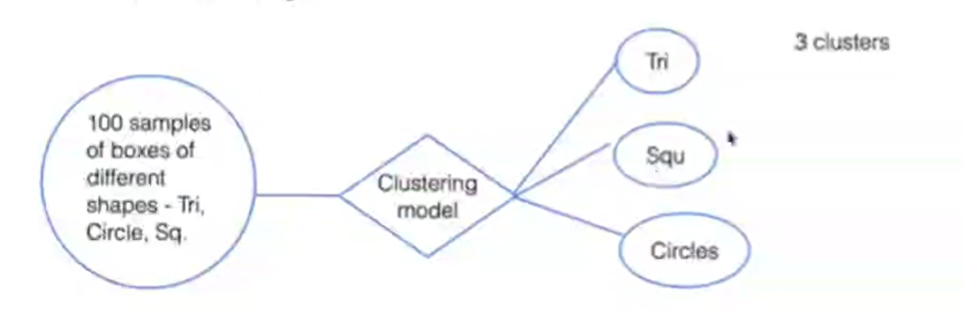 100 samples
of boxes of
different
shapes - Tri,
Circle, Sq.
Clustering
model
Tri
Squ
Circles
3 clusters